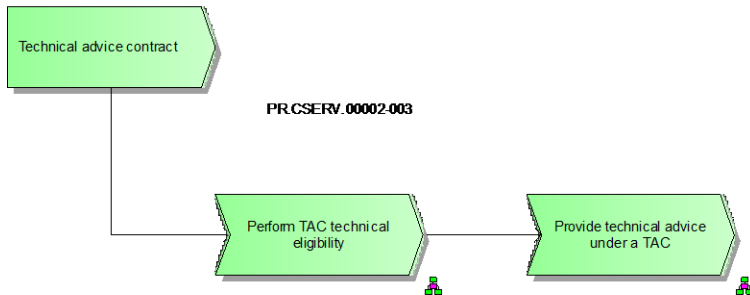 Technical advice contract
PR.CSERV.00002-003
Perform TAC technical
eligibility
Provide technical advice
under a TAC